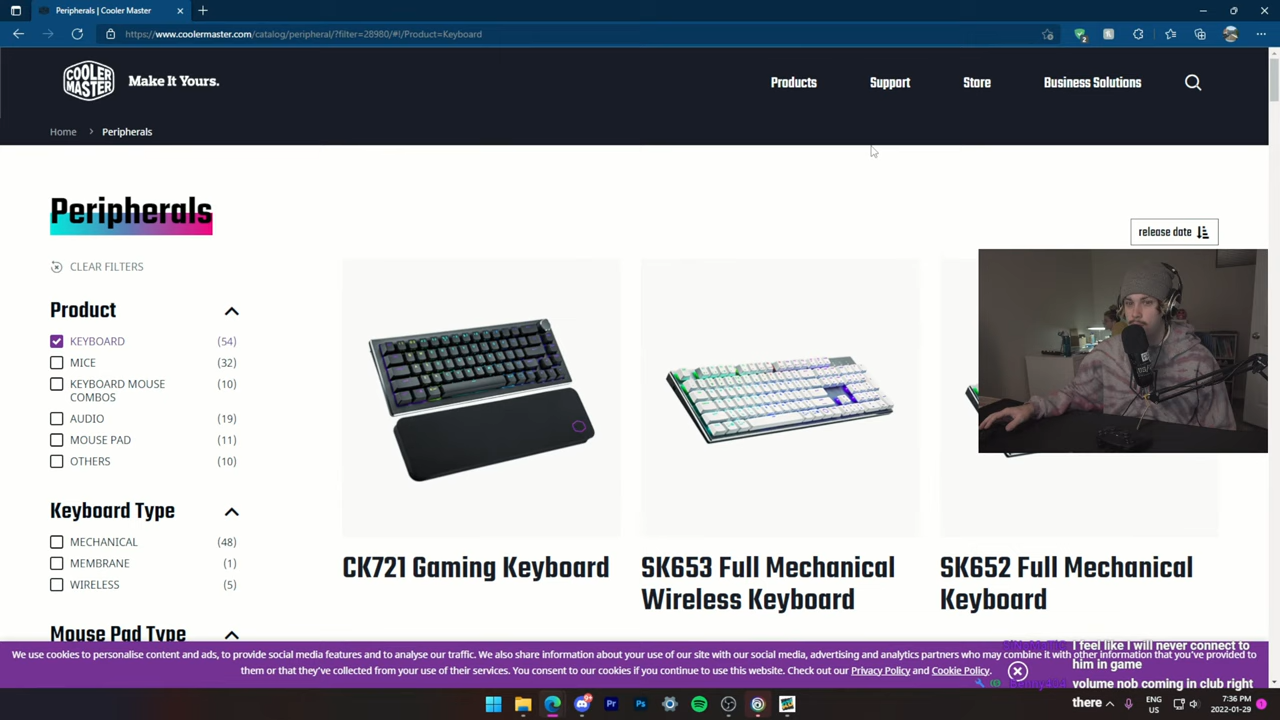 Peripherals | Cooler Master
https://www.coolermaster.com/catalog/peripheral/?filter=28980/#!/Product=Keyboard
COOLER MASTER
Make It Yours.
Products
Support
Store
Business Solutions
Home
Peripherals
Peripherals
release date
CLEAR FILTERS
Product
KEYBOARD (54)
MICE (32)
KEYBOARD MOUSE COMBOS (10)
AUDIO (19)
MOUSE PAD (11)
OTHERS (10)
Keyboard Type
MECHANICAL (48)
MEMBRANE (1)
WIRELESS (5)
Mouse Pad Type
CK721 Gaming Keyboard
SK653 Full Mechanical
Wireless Keyboard
SK652 Full Mechanical
Keyboard
We use cookies to personalise content and ads, to provide social media features and to analyse our traffic. We also share information about your use of our site with our social media, advertising and analytics partners who may combine it with other information that you've provided to
them or that they've collected from your use of their services. You consent to our cookies if you continue to use this website. Check out our Privacy Policy and Cookie Policy.
I feel like I will never connect to
him in game
volume nob coming in club right
there
ENG
US
7:36 PM
2022-01-29